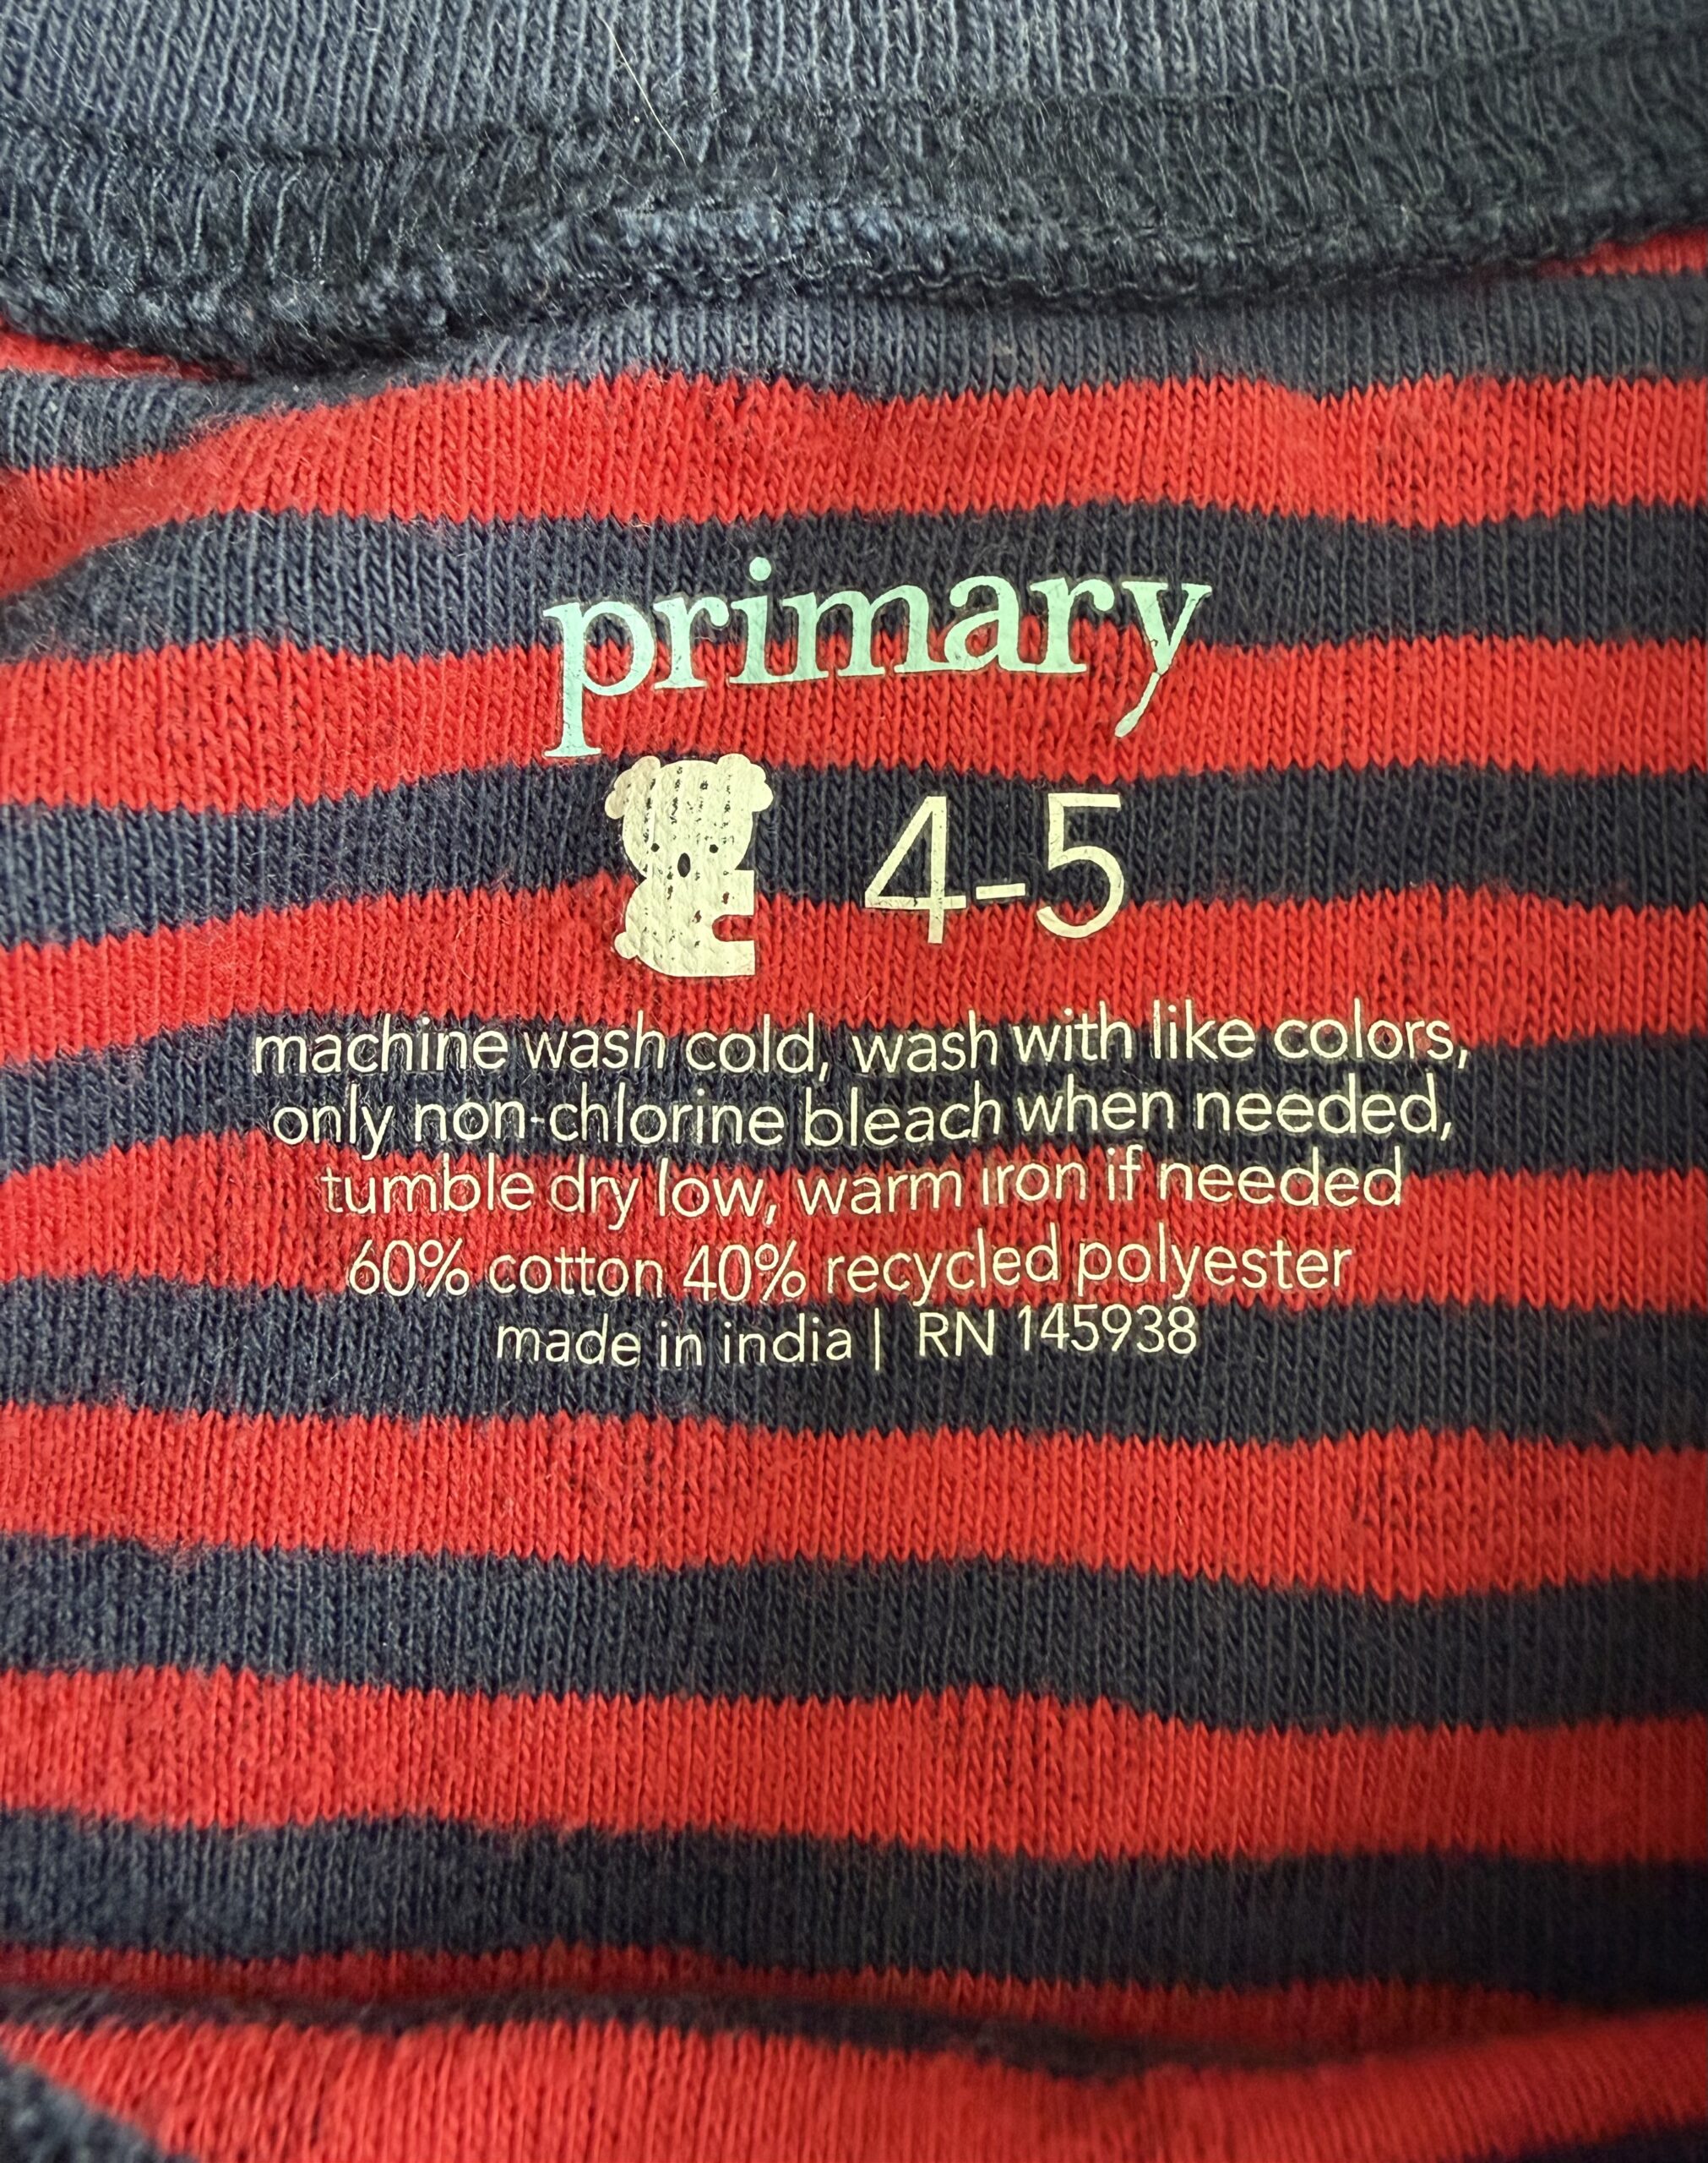 primary
4-5
machine wash cold, wash with like colors,
only non-chlorine bleach when needed,
tumble dry low, warm iron if needed
60% cotton 40% recycled polyester
made in india | RN 145938